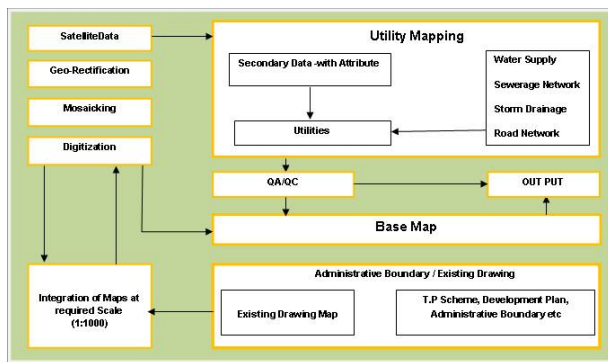 SatelliteData
Geo-Rectification
Mosaicking
Digitization
Utility Mapping
Secondary Data -with Attribute
Utilities
Water Supply
Sewerage Network
Storm Drainage
Road Network
QA/QC
OUT PUT
Base Map
Integration of Maps at
required Scale
(1:1000)
Administrative Boundary / Existing Drawing
Existing Drawing Map
T.P Scheme, Development Plan,
Administrative Boundary etc